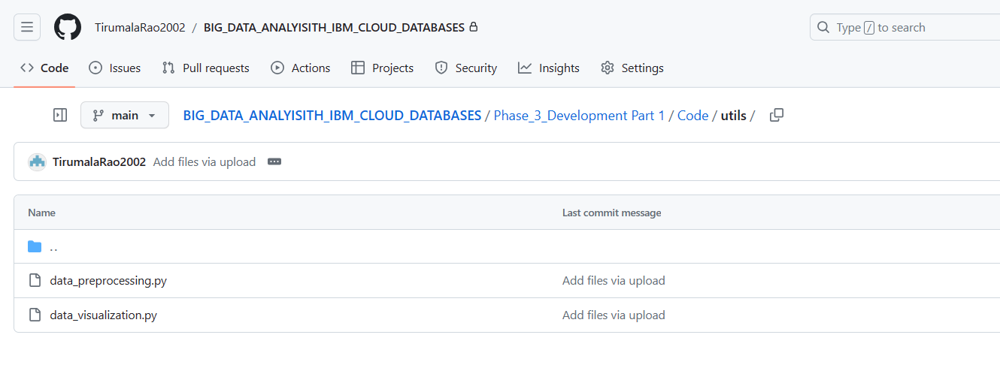 TirumalaRao2002 / BIG_DATA_ANALYISITH_IBM_CLOUD_DATABASES Type / to search
Code Issues Pull requests Actions Projects Security Insights Settings
main BIG_DATA_ANALYISITH_IBM_CLOUD_DATABASES / Phase_3_Development Part 1 / Code / utils /
TirumalaRao2002 Add files via upload
Name Last commit message
..
data_preprocessing.py Add files via upload
data_visualization.py Add files via upload